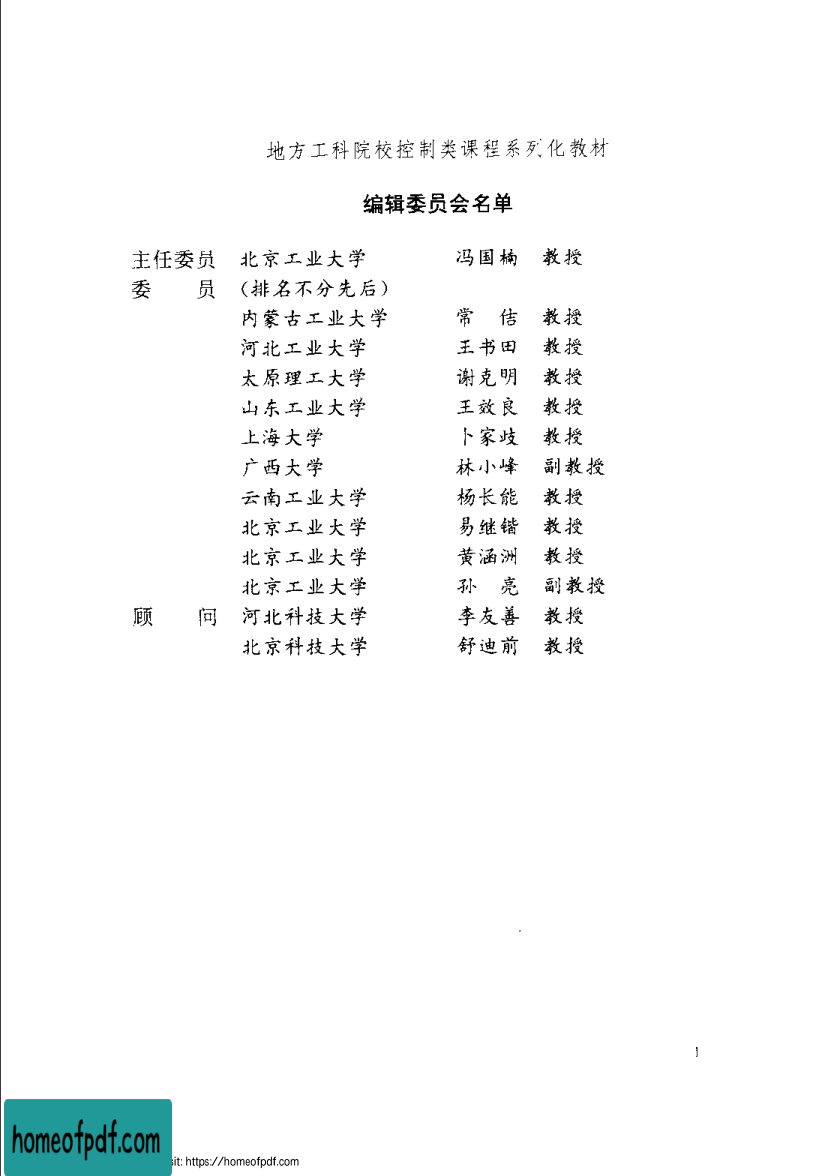 地方工科院校控制类课程系列化教材
编辑委员会名单
主任委员 北京工业大学 冯国楠 教授
委 员 (排名不分先后)
内蒙古工业大学 常 佶 教授
河北工业大学 王书田 教授
太原理工大学 谢克明 教授
山东工业大学 王效良 教授
上海大学 卜家歧 教授
广西大学 林小峰 副教授
云南工业大学 杨长能 教授
北京工业大学 易继锴 教授
北京工业大学 黄涵洲 教授
北京工业大学 孙 亮 副教授
顾 问 河北科技大学 李友善 教授
北京科技大学 舒迪前 教授
1
homeofpdf.com
sit: https://homeofpdf.com